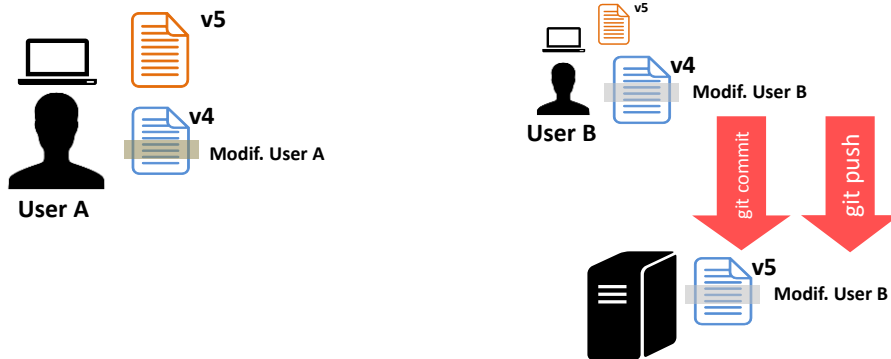 v5
v4
Modif. User A
User A
v5
v4
Modif. User B
User B
git commit
git push
v5
Modif. User B